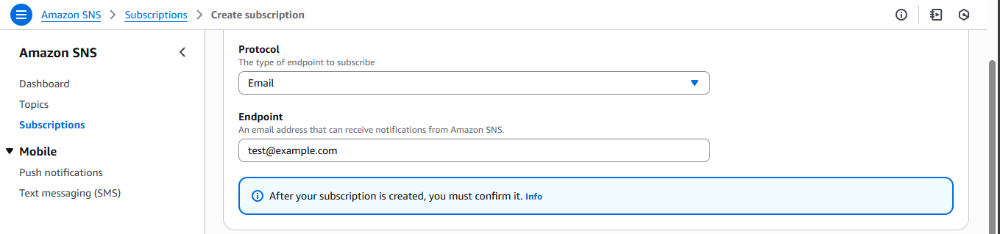 Amazon SNS > Subscriptions > Create subscription
Amazon SNS
Dashboard
Topics
Subscriptions
Mobile
Push notifications
Text messaging (SMS)
Protocol
The type of endpoint to subscribe
Email
Endpoint
An email address that can receive notifications from Amazon SNS.
test@example.com
After your subscription is created, you must confirm it. Info